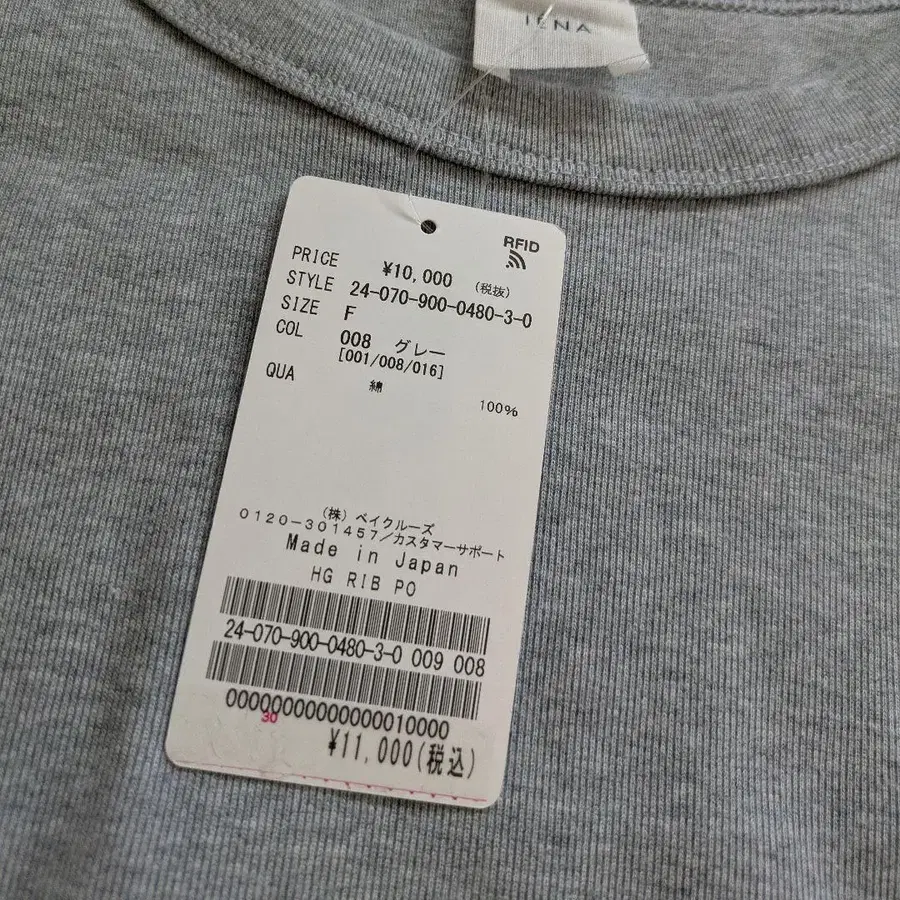 IENA
RFID
PRICE ¥10,000 (税抜)
STYLE 24-070-900-0480-3-0
SIZE F
COL 008 グレー
[001/008/016]
QUA 綿 100%
(株) ベイクルーズ
0120-301457/カスタマーサポート
Made in Japan
HG RIB PO
24-070-900-0480-3-0 009 008
0000000000000000010000
30
¥11,000(税込)